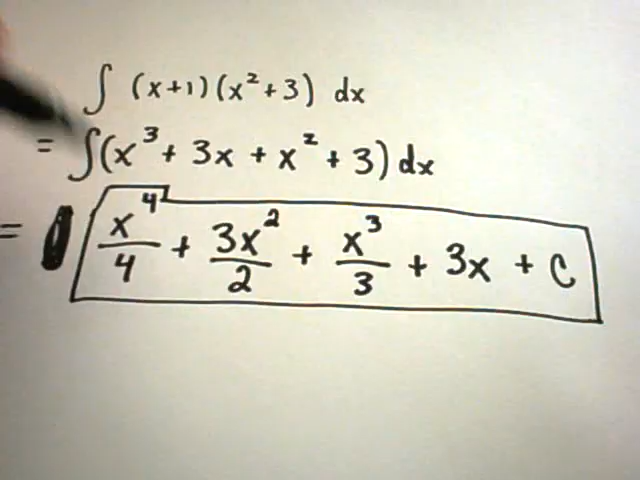 ∫ (x+1)(x²+3) dx
= ∫(x³ + 3x + x² + 3) dx
= x⁴/4 + 3x²/2 + x³/3 + 3x + C